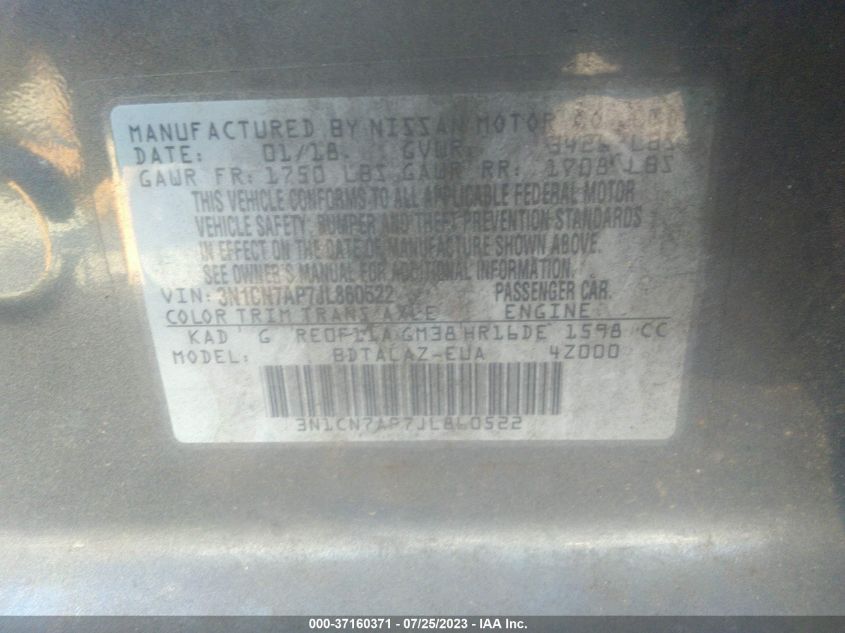 MANUFACTURED BY NISSAN MOTOR CO.
DATE: 01/18 GVWR: LBS
GAWR FR: 1750 LBS GAWR RR: 1708 LBS
THIS VEHICLE CONFORMS TO ALL APPLICABLE FEDERAL MOTOR
VEHICLE SAFETY, BUMPER AND THEFT PREVENTION STANDARDS
IN EFFECT ON THE DATE OF MANUFACTURE SHOWN ABOVE.
SEE OWNER'S MANUAL FOR ADDITIONAL INFORMATION.
VIN: 3N1CN7AP7JL860522 PASSENGER CAR.
COLOR TRIM TRANS AXLE ENGINE
KAD G RE0F11A GM38 HR16DE 1598 CC
MODEL: BDTALAZ-EUA 4Z000
3N1CN7AP7JL860522
000-37160371 - 07/25/2023 - IAA Inc.